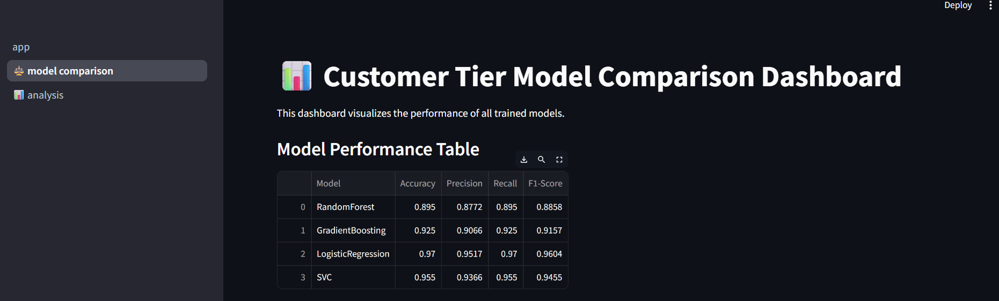 Deploy
app
model comparison
analysis
Customer Tier Model Comparison Dashboard
This dashboard visualizes the performance of all trained models.
Model Performance Table
Model Accuracy Precision Recall F1-Score
0 RandomForest 0.895 0.8772 0.895 0.8858
1 GradientBoosting 0.925 0.9066 0.925 0.9157
2 LogisticRegression 0.97 0.9517 0.97 0.9604
3 SVC 0.955 0.9366 0.955 0.9455